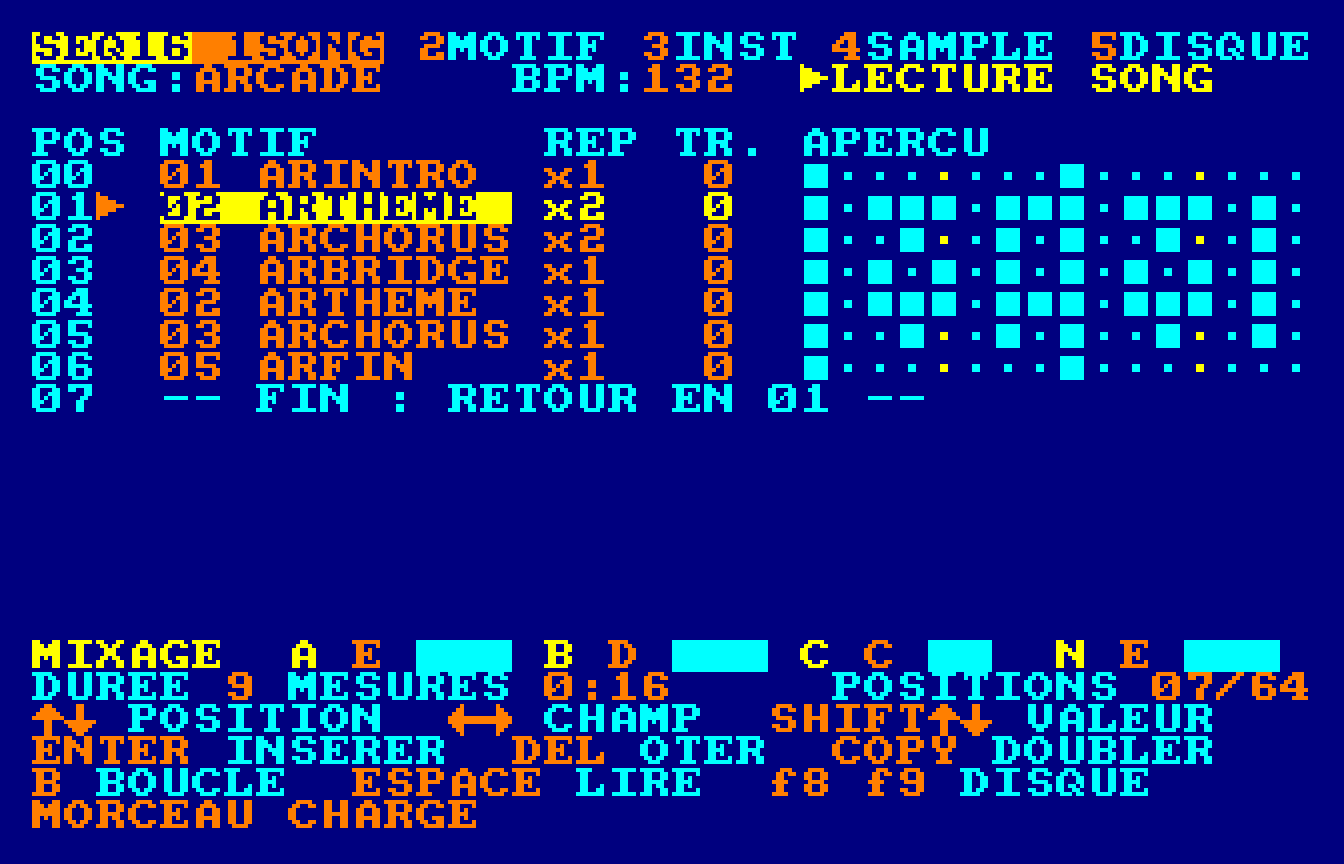 SEQ16 1SONG 2MOTIF 3INST 4SAMPLE 5DISQUE
SONG:ARCADE BPM:132 ►LECTURE SONG
POS MOTIF REP TR. APERCU
00 01 ARINTRO x1 0
01► 02 ARTHEME x2 0
02 03 ARCHORUS x2 0
03 04 ARBRIDGE x1 0
04 02 ARTHEME x1 0
05 03 ARCHORUS x1 0
06 05 ARFIN x1 0
07 -- FIN : RETOUR EN 01 --
MIXAGE A E B D C C N E
DUREE 9 MESURES 0:16 POSITIONS 07/64
↑↓ POSITION ↔ CHAMP SHIFT↑↓ VALEUR
ENTER INSERER DEL OTER COPY DOUBLER
B BOUCLE ESPACE LIRE f8 f9 DISQUE
MORCEAU CHARGE